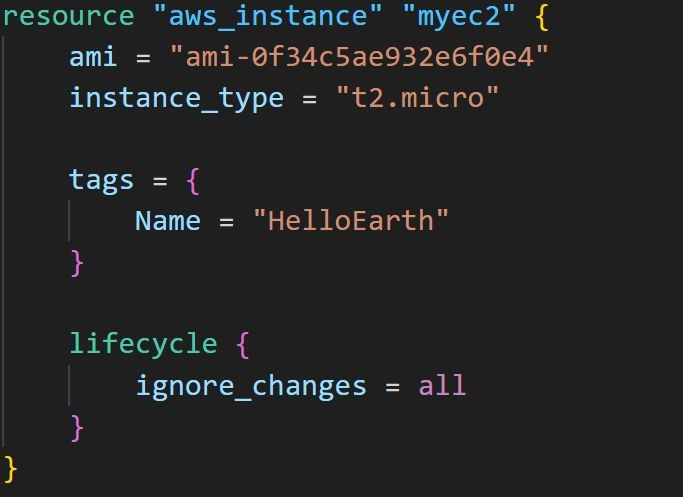 resource "aws_instance" "myec2" {
    ami = "ami-0f34c5ae932e6f0e4"
    instance_type = "t2.micro"

    tags = {
        Name = "HelloEarth"
    }

    lifecycle {
        ignore_changes = all
    }
}